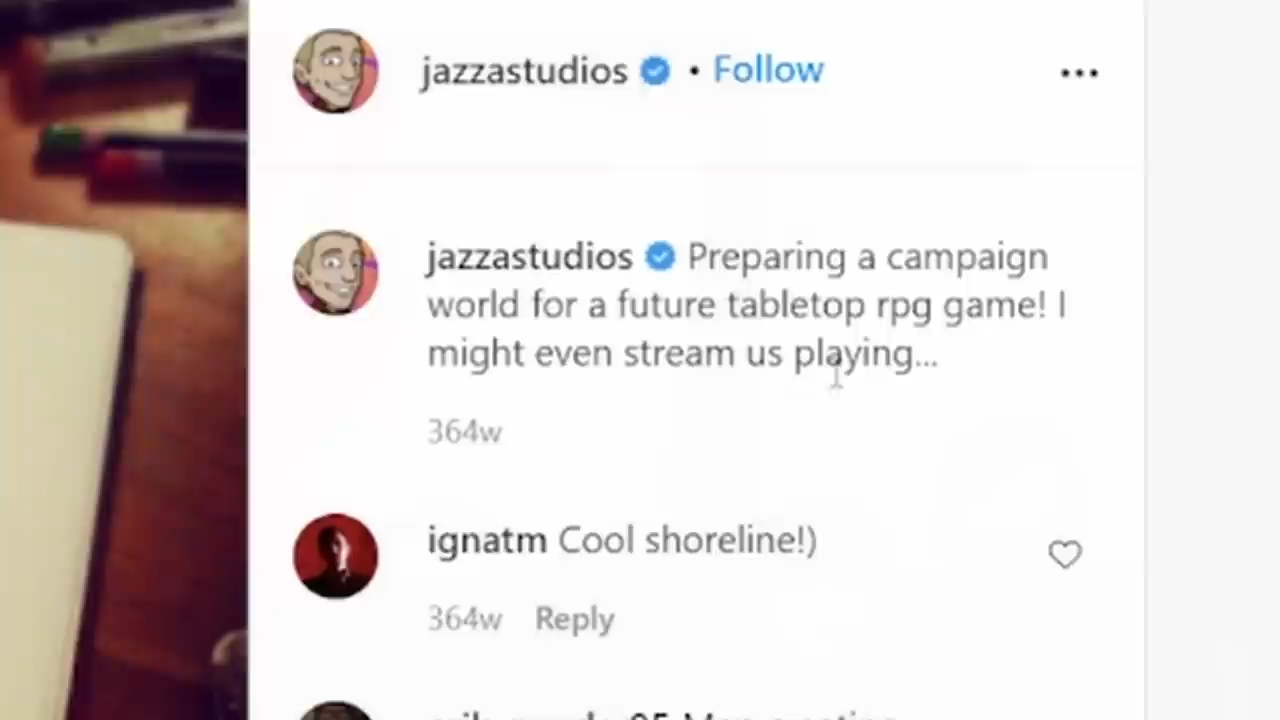 jazzastudios • Follow
jazzastudios Preparing a campaign
world for a future tabletop rpg game! I
might even stream us playing...
364w
ignatm Cool shoreline!)
364w Reply